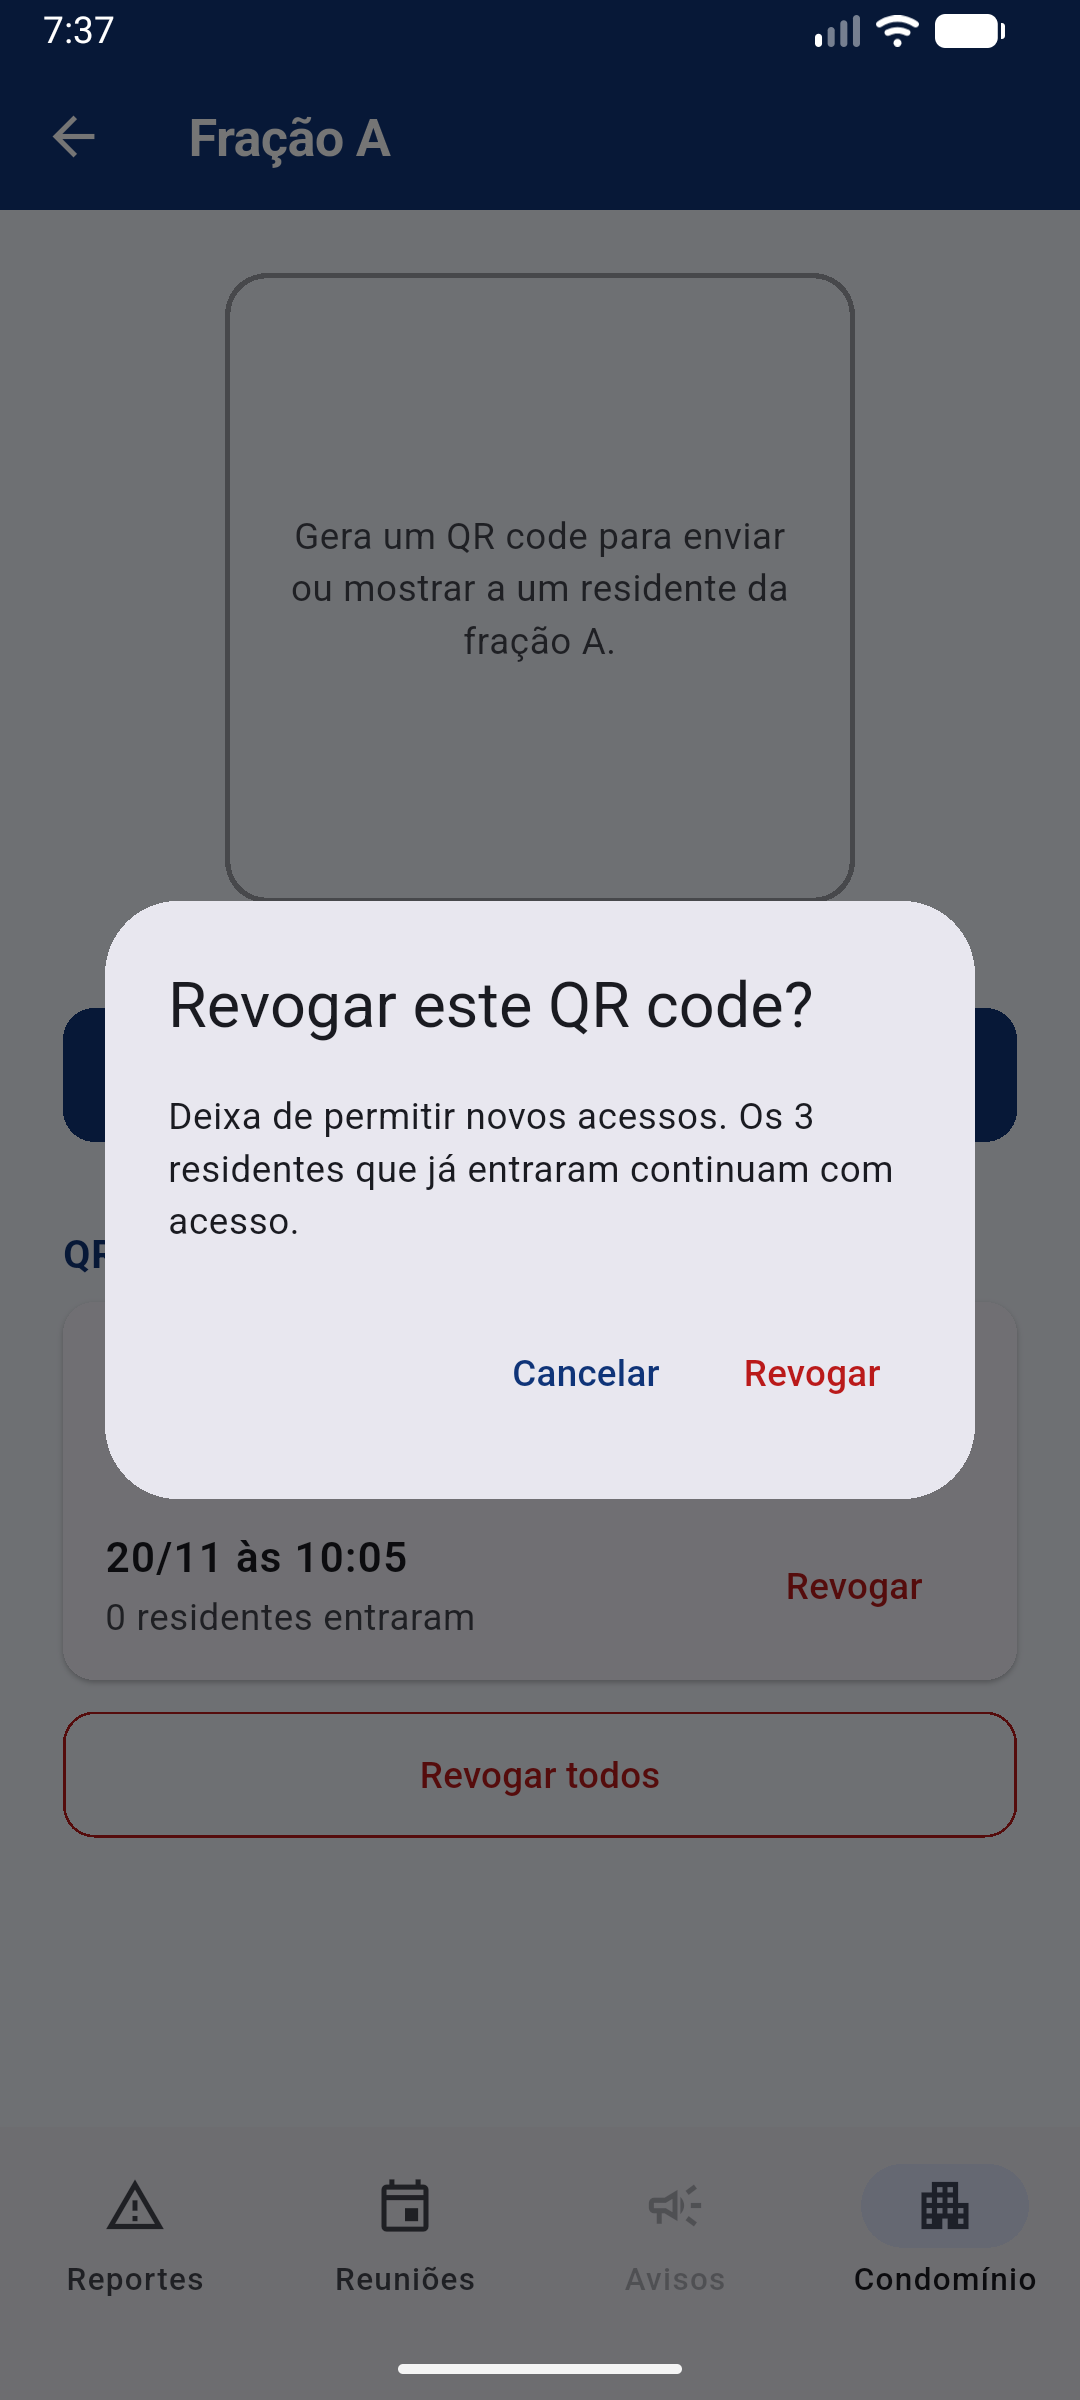 7:37
Fração A
Gera um QR code para enviar
ou mostrar a um residente da
fração A.
Revogar este QR code?
Deixa de permitir novos acessos. Os 3
residentes que já entraram continuam com
acesso.
Cancelar
Revogar
20/11 às 10:05
0 residentes entraram
Revogar
Revogar todos
Reportes
Reuniões
Avisos
Condomínio